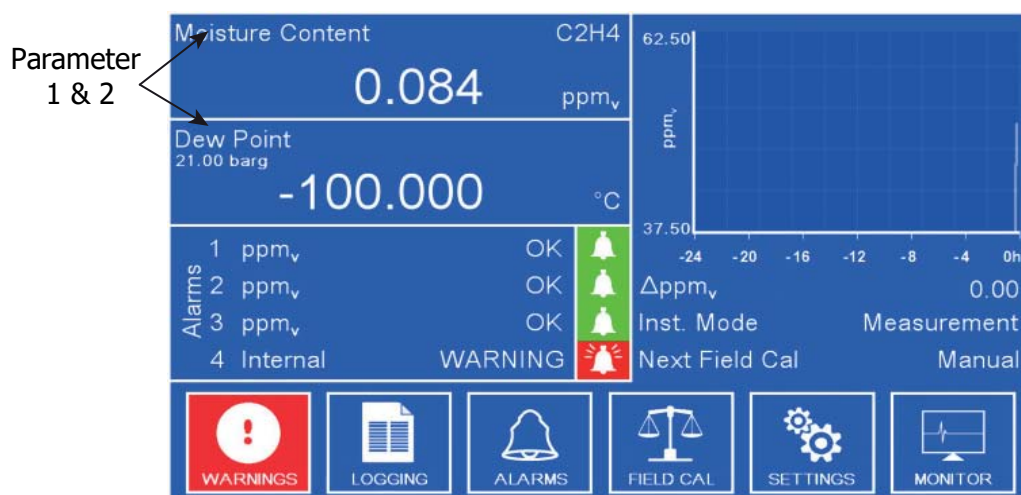 Parameter
1 & 2
Moisture Content C2H4
0.084 ppmv
Dew Point
21.00 barg
-100.000 °C
Alarms
1 ppmv OK
2 ppmv OK
3 ppmv OK
4 Internal WARNING
62.50
ppmv
37.50
-24 -20 -16 -12 -8 -4 0h
Δppmv 0.00
Inst. Mode Measurement
Next Field Cal Manual
WARNINGS LOGGING ALARMS FIELD CAL SETTINGS MONITOR